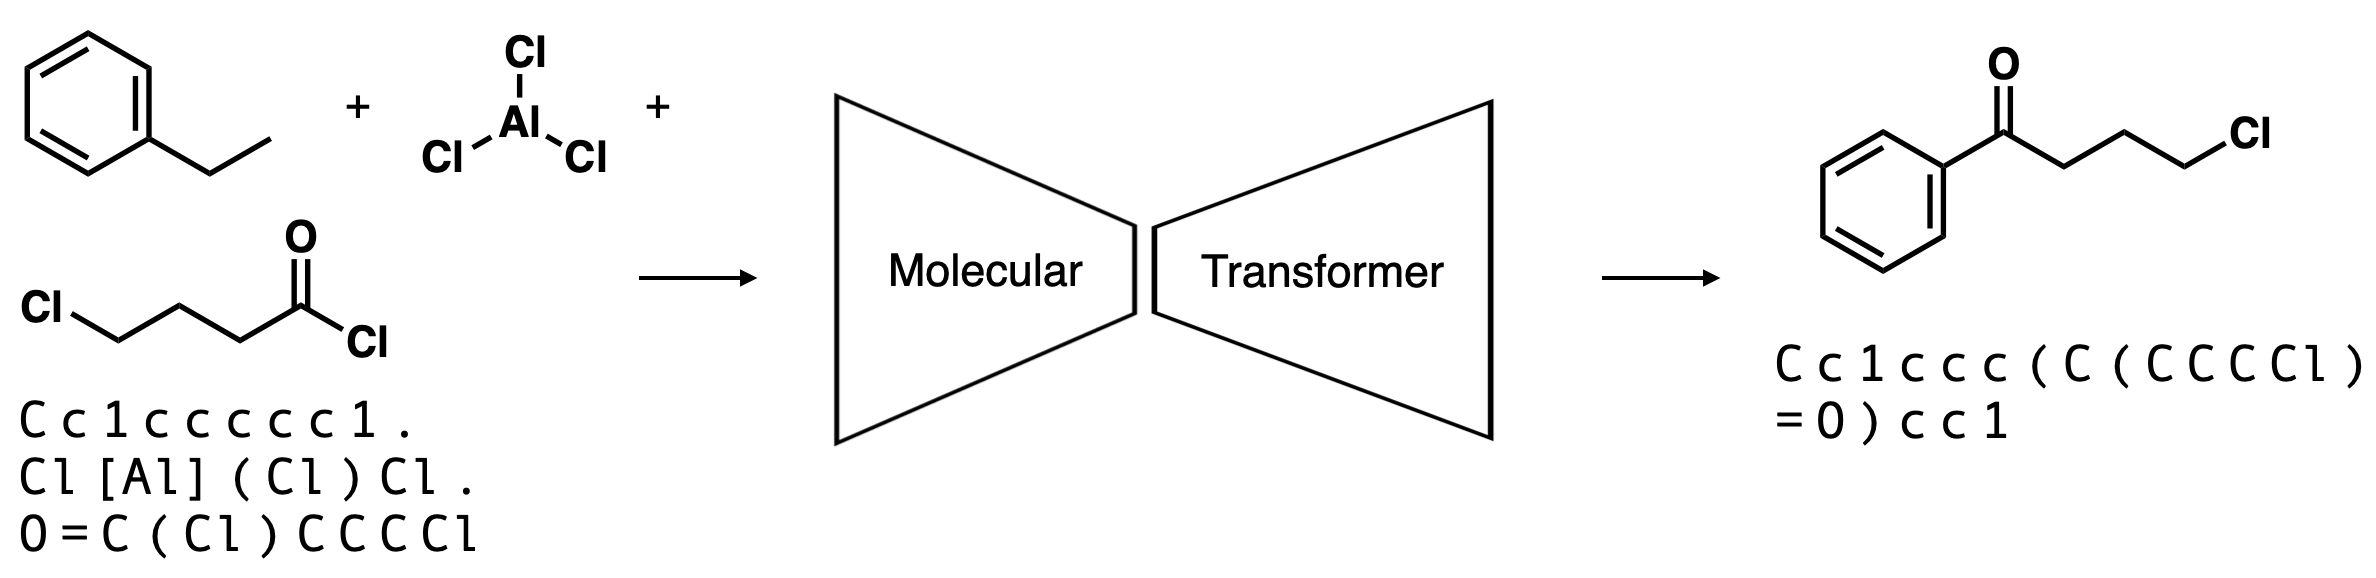 Cl
+ Al +
Cl Cl
O
Cl
Cl
C c 1 c c c c c 1 .
Cl [Al] ( Cl ) Cl .
O = C ( Cl ) C C C Cl
Molecular Transformer
O
Cl
C c 1 c c c ( C ( C C C Cl )
= O ) c c 1